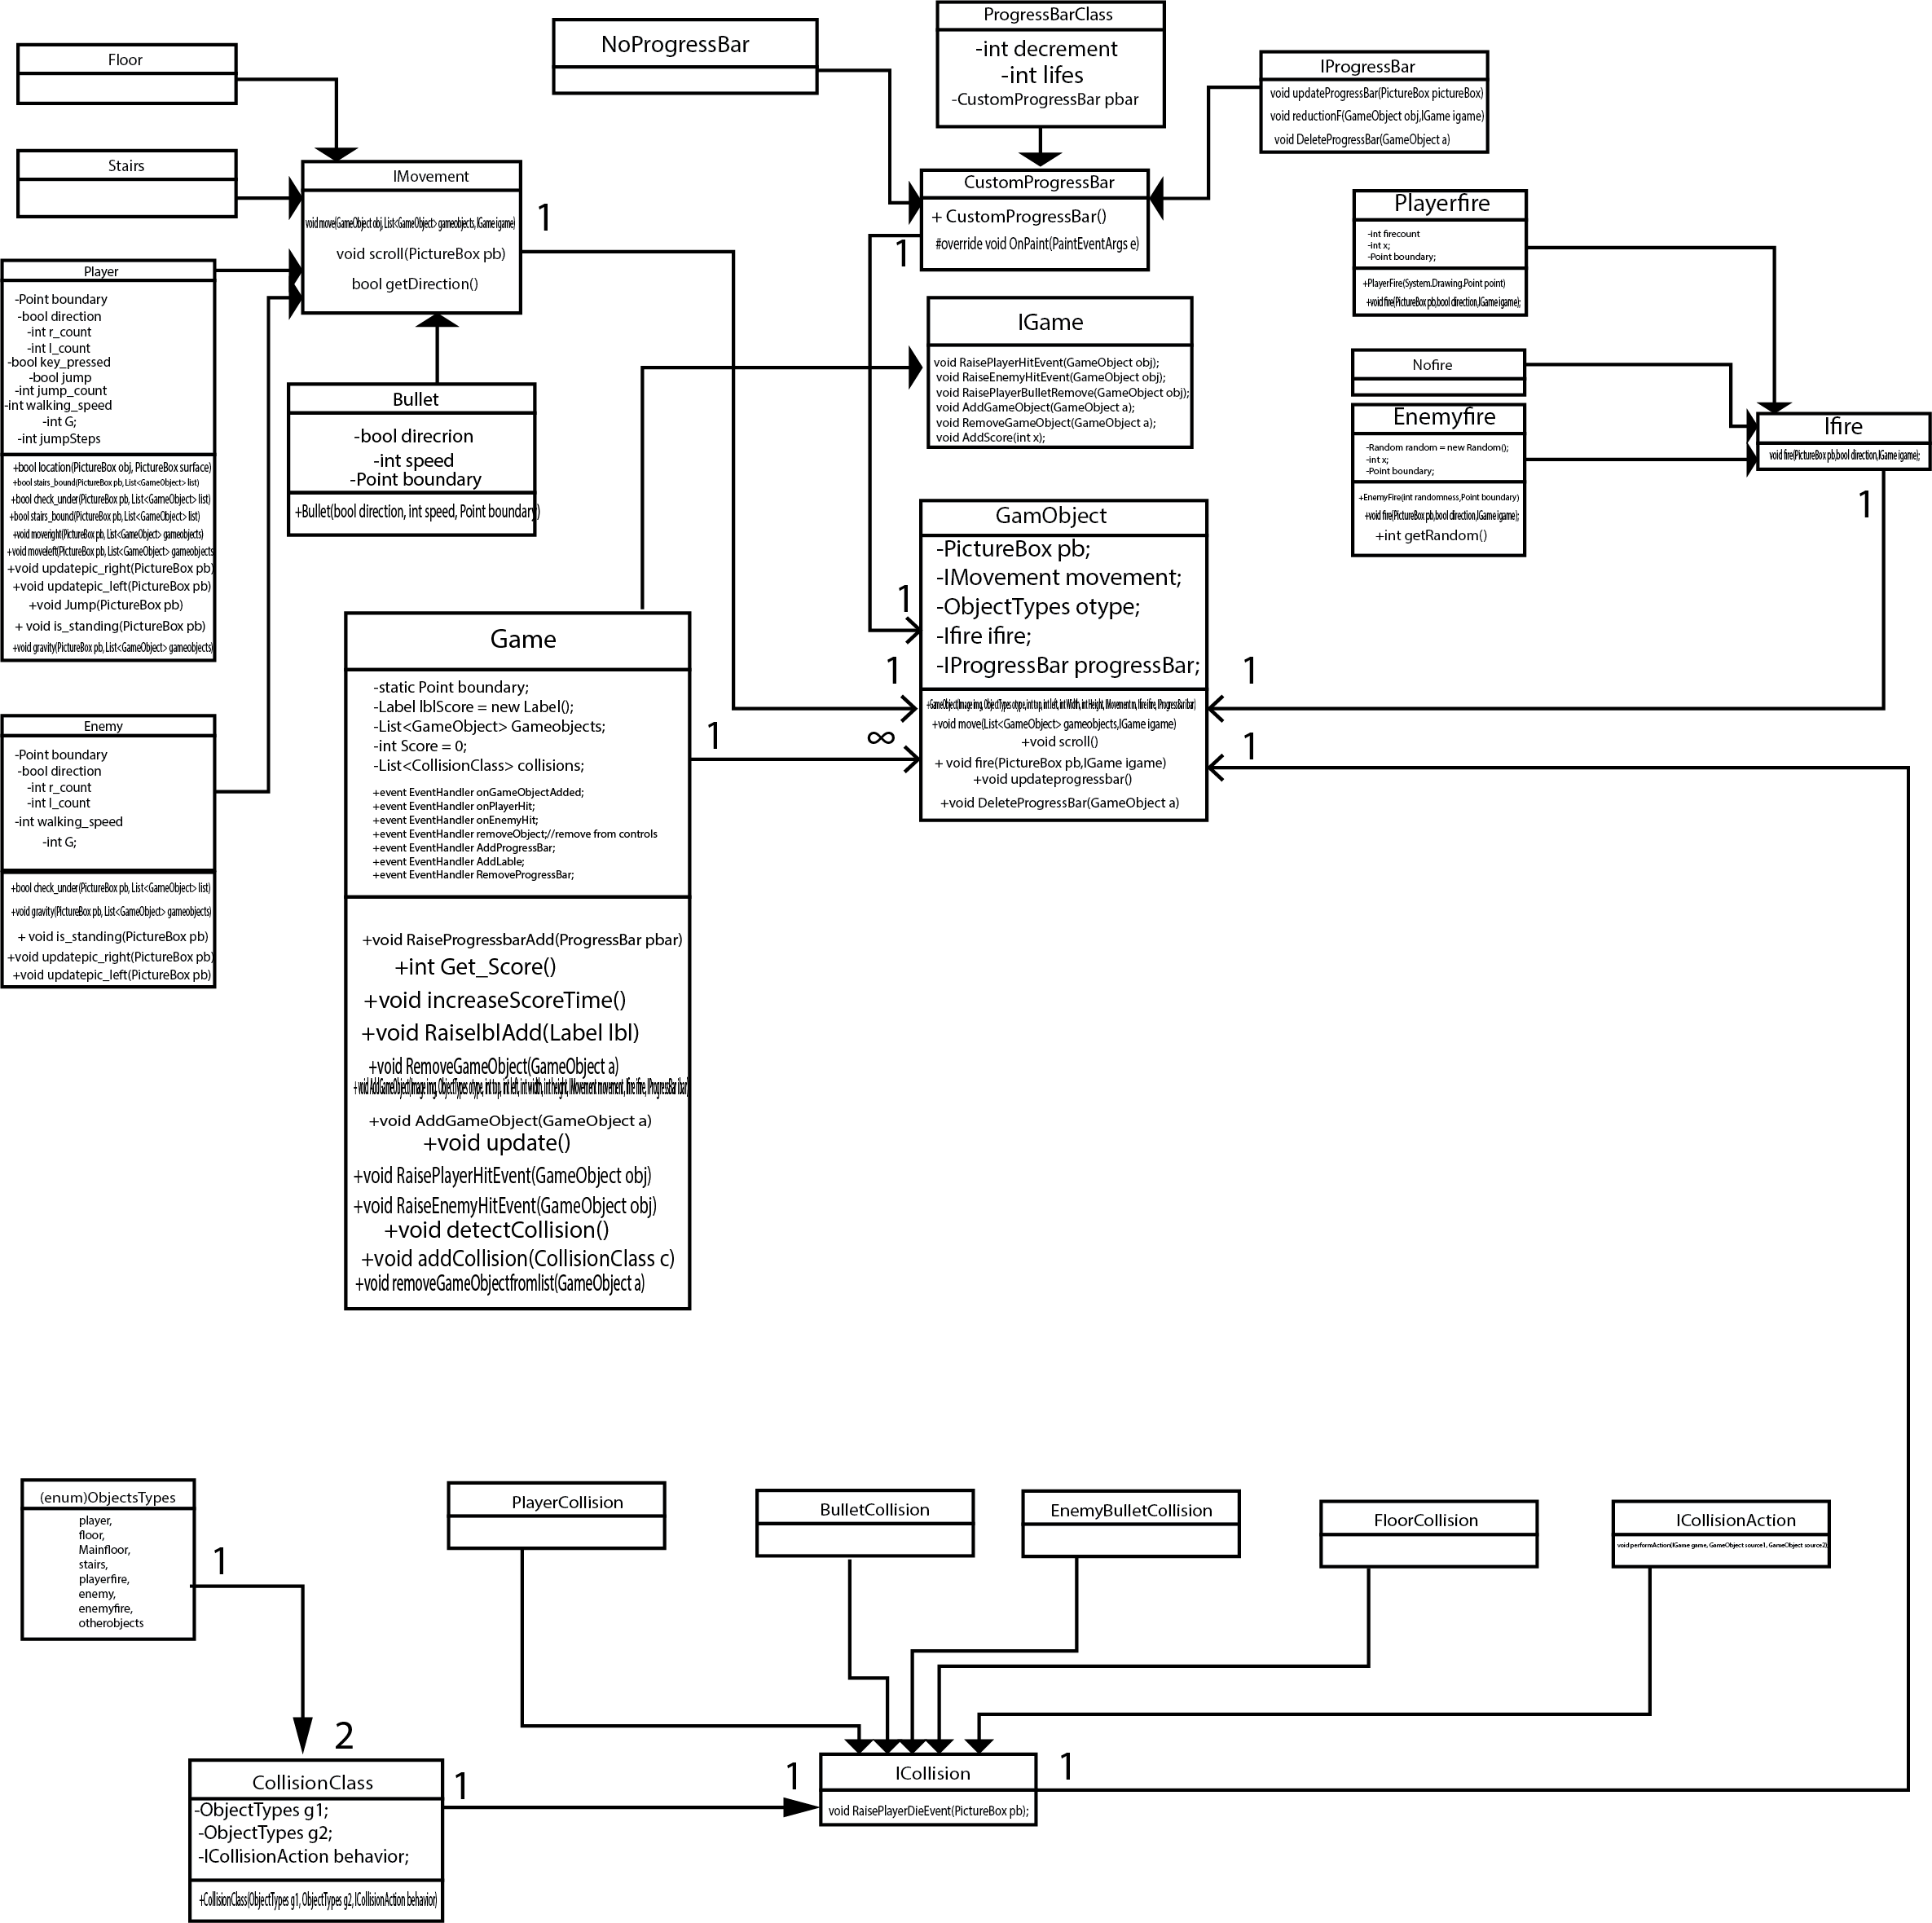 Floor
Stairs
Player
-Point boundary
-bool direction
-int r_count
-int l_count
-bool key_pressed
-bool jump
-int jump_count
-int walking_speed
-int G;
-int jumpSteps
+bool location(PictureBox obj, PictureBox surface)
+bool stairs_bound(PictureBox pb, List<GameObject> list)
+bool check_under(PictureBox pb, List<GameObject> list)
+bool stairs_bound(PictureBox pb, List<GameObject> list)
+void moveright(PictureBox pb, List<GameObject> gameobjects)
+void moveleft(PictureBox pb, List<GameObject> gameobjects
+void updatepic_right(PictureBox pb)
+void updatepic_left(PictureBox pb)
+void Jump(PictureBox pb)
+ void is_standing(PictureBox pb)
+void gravity(PictureBox pb, List<GameObject> gameobjects)
Enemy
-Point boundary
-bool direction
-int r_count
-int l_count
-int walking_speed
-int G;
+bool check_under(PictureBox pb, List<GameObject> list)
+void gravity(PictureBox pb, List<GameObject> gameobjects)
+ void is_standing(PictureBox pb)
+void updatepic_right(PictureBox pb)
+void updatepic_left(PictureBox pb)
IMovement
void move(GameObject obj, List<GameObject> gameobjects, IGame igame)
void scroll(PictureBox pb)
bool getDirection()
1
Bullet
-bool direcrion
-int speed
-Point boundary
+Bullet(bool direction, int speed, Point boundary)
NoProgressBar
ProgressBarClass
-int decrement
-int lifes
-CustomProgressBar pbar
IProgressBar
void updateProgressBar(PictureBox pictureBox)
void reductionF(GameObject obj,IGame igame)
void DeleteProgressBar(GameObject a)
CustomProgressBar
+ CustomProgressBar()
#override void OnPaint(PaintEventArgs e)
1
IGame
void RaisePlayerHitEvent(GameObject obj);
void RaiseEnemyHitEvent(GameObject obj);
void RaisePlayerBulletRemove(GameObject obj);
void AddGameObject(GameObject a);
void RemoveGameObject(GameObject a);
void AddScore(int x);
Playerfire
-int firecount
-int x;
-Point boundary;
+PlayerFire(System.Drawing.Point point)
+void fire(PictureBox pb,bool direction,IGame igame);
Nofire
Enemyfire
-Random random = new Random();
-int x;
-Point boundary;
+EnemyFire(int randomness,Point boundary)
+void fire(PictureBox pb,bool direction,IGame igame);
+int getRandom()
Ifire
void fire(PictureBox pb,bool direction,IGame igame);
1
GamObject
-PictureBox pb;
-IMovement movement;
-ObjectTypes otype;
-Ifire ifire;
-IProgressBar progressBar;
+GameObject(Image img, ObjectTypes otype, int top, int left, int Width, int Height, IMovement m, Ifire ifire, IProgressBar ibar)
+void move(List<GameObject> gameobjects,IGame igame)
+void scroll()
+ void fire(PictureBox pb,IGame igame)
+void updateprogressbar()
+void DeleteProgressBar(GameObject a)
1
1
1
1
1
∞
Game
-static Point boundary;
-Label lblScore = new Label();
-List<GameObject> Gameobjects;
-int Score = 0;
-List<CollisionClass> collisions;
+event EventHandler onGameObjectAdded;
+event EventHandler onPlayerHit;
+event EventHandler onEnemyHit;
+event EventHandler removeObject;//remove from controls
+event EventHandler AddProgressBar;
+event EventHandler AddLable;
+event EventHandler RemoveProgressBar;
+void RaiseProgressbarAdd(ProgressBar pbar)
+int Get_Score()
+void increaseScoreTime()
+void RaiselblAdd(Label lbl)
+void RemoveGameObject(GameObject a)
+ void AddGameObject(Image img, ObjectTypes otype, int top, int left, int width, int height, IMovement movement, Ifire ifire, IProgressBar ibar)
+void AddGameObject(GameObject a)
+void update()
+void RaisePlayerHitEvent(GameObject obj)
+void RaiseEnemyHitEvent(GameObject obj)
+void detectCollision()
+void addCollision(CollisionClass c)
+void removeGameObjectfromlist(GameObject a)
(enum)ObjectsTypes
player,
floor,
Mainfloor,
stairs,
playerfire,
enemy,
enemyfire,
otherobjects
1
2
PlayerCollision
BulletCollision
EnemyBulletCollision
FloorCollision
ICollisionAction
void performAction(IGame game, GameObject source1, GameObject source2);
CollisionClass
-ObjectTypes g1;
-ObjectTypes g2;
-ICollisionAction behavior;
+CollisionClass(ObjectTypes g1, ObjectTypes g2, ICollisionAction behavior)
1
1
ICollision
void RaisePlayerDieEvent(PictureBox pb);
1